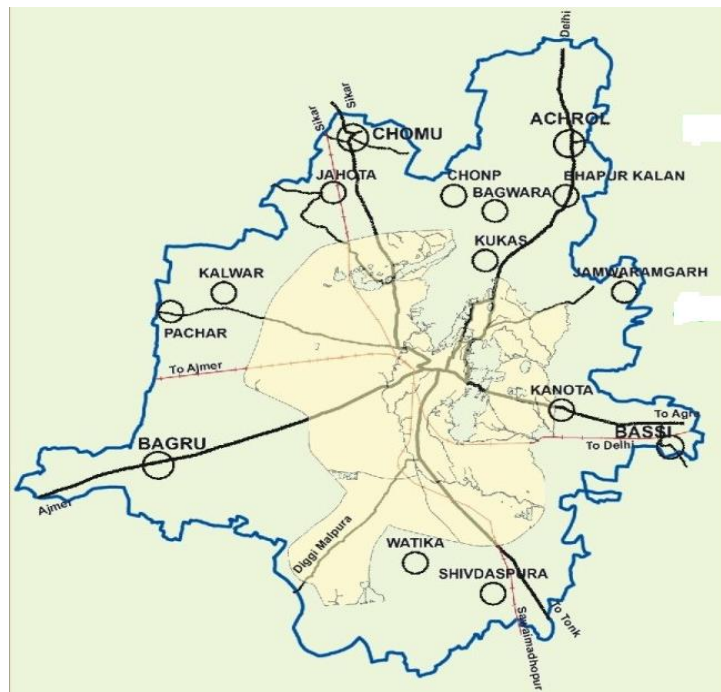 Delhi
Sikar
Sikar
CHOMU
ACHROL
JAHOTA
CHONP
BHAPUR KALAN
BAGWARA
KUKAS
KALWAR
JAMWARAMGARH
PACHAR
To Ajmer
KANOTA
To Agra
BASSI
To Delhi
BAGRU
Ajmer
Diggi Malpura
WATIKA
SHIVDASPURA
To Tonk
Sawaimadhopur